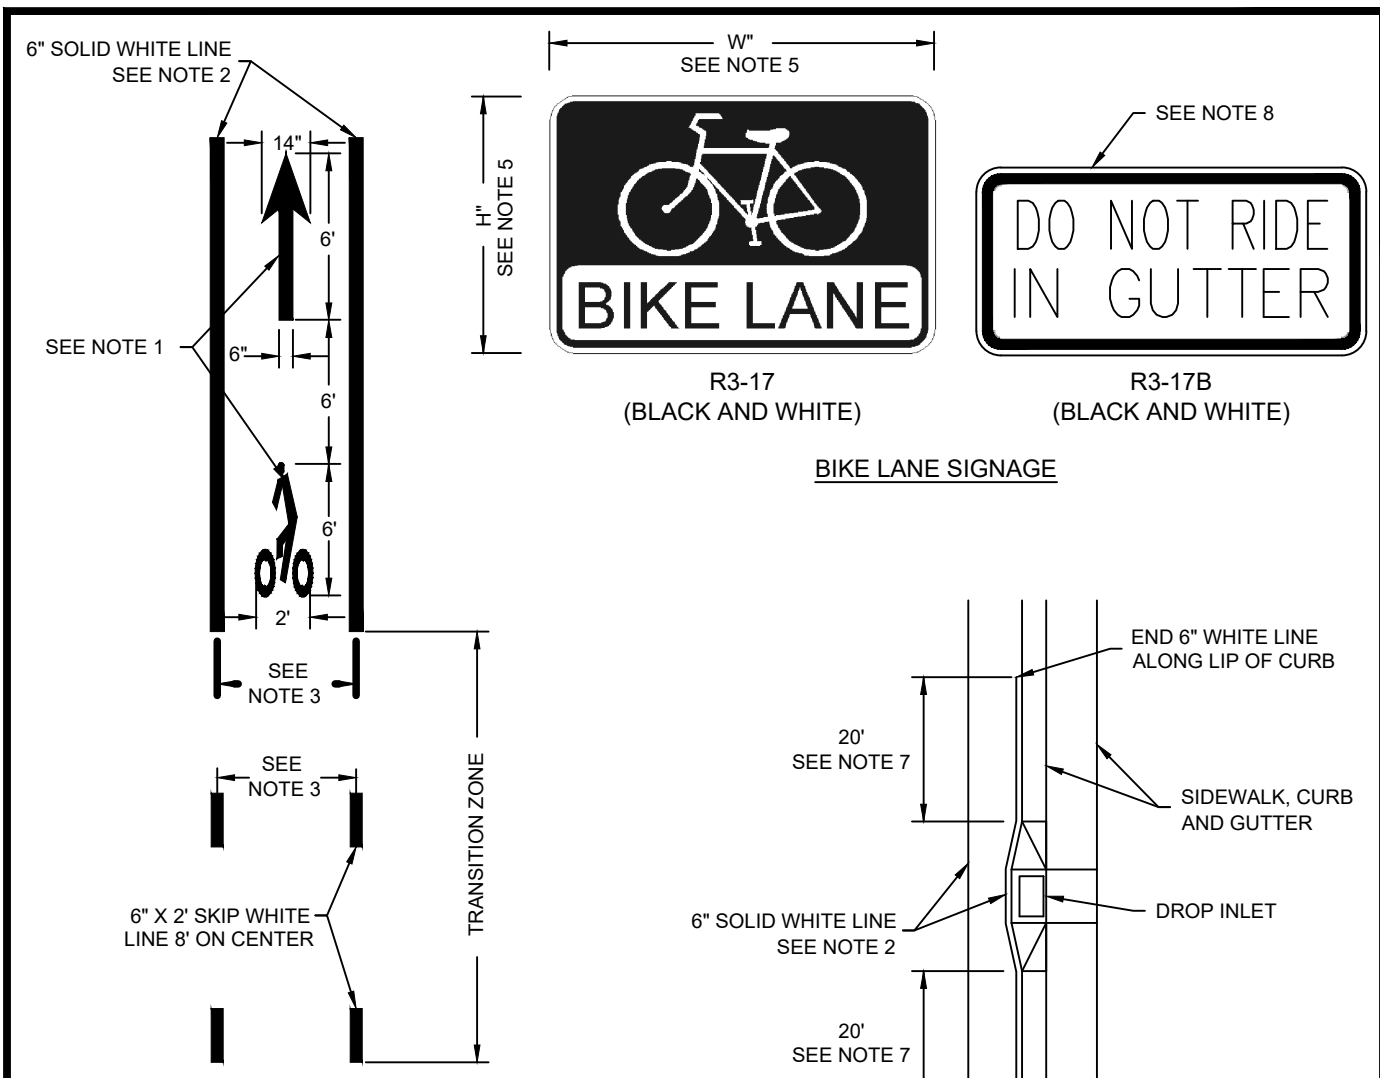 6" SOLID WHITE LINE
SEE NOTE 2
14"
6'
SEE NOTE 1
6"
6'
6'
2'
SEE
NOTE 3
SEE
NOTE 3
6" X 2' SKIP WHITE
LINE 8' ON CENTER
TRANSITION ZONE
W"
SEE NOTE 5
H"
SEE NOTE 5
BIKE LANE
R3-17
(BLACK AND WHITE)
SEE NOTE 8
DO NOT RIDE
IN GUTTER
R3-17B
(BLACK AND WHITE)
BIKE LANE SIGNAGE
END 6" WHITE LINE
ALONG LIP OF CURB
20'
SEE NOTE 7
SIDEWALK, CURB
AND GUTTER
6" SOLID WHITE LINE
SEE NOTE 2
DROP INLET
20'
SEE NOTE 7